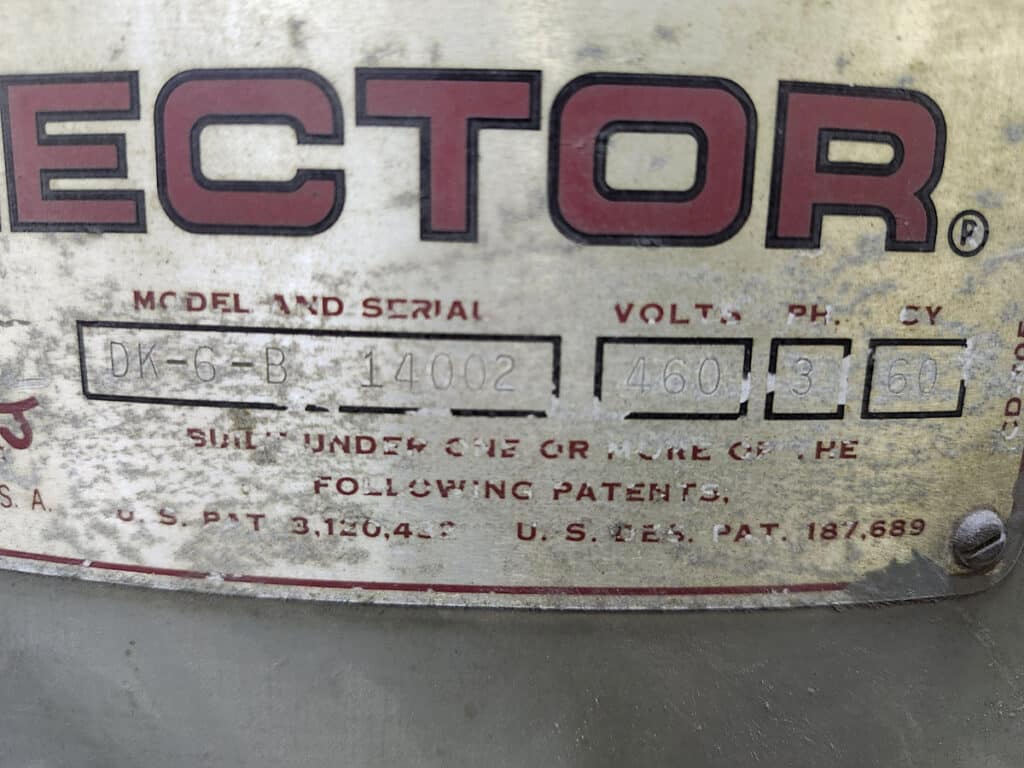 ECTOR®
MODEL AND SERIAL VOLTS PH. CY
DK-6-B 14002 460 3 60
BUILT UNDER ONE OR MORE OF THE
FOLLOWING PATENTS,
S. A.
U. S. PAT. U. S. DES. PAT. 187,689